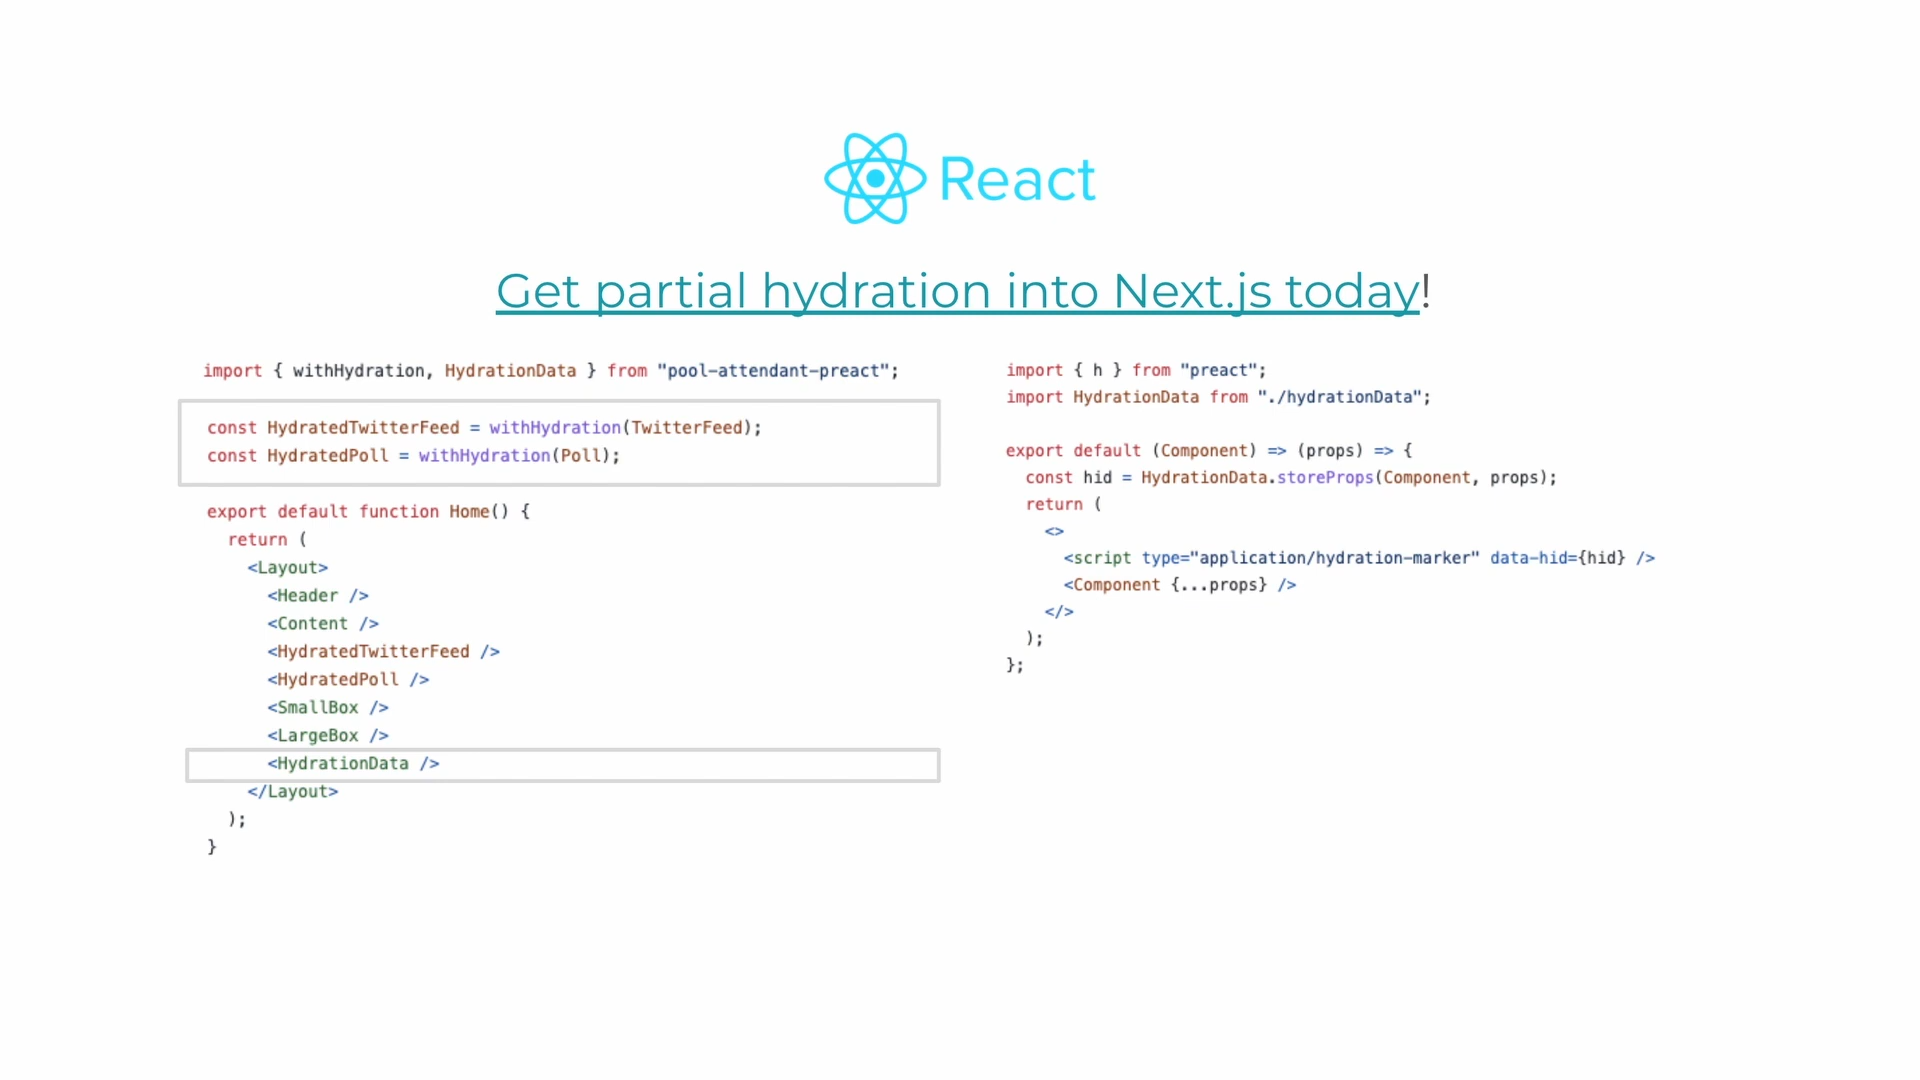 React
Get partial hydration into Next.js today!
import { withHydration, HydrationData } from "pool-attendant-preact";
const HydratedTwitterFeed = withHydration(TwitterFeed);
const HydratedPoll = withHydration(Poll);
export default function Home() {
  return (
    <Layout>
      <Header />
      <Content />
      <HydratedTwitterFeed />
      <HydratedPoll />
      <SmallBox />
      <LargeBox />
      <HydrationData />
    </Layout>
  );
}
import { h } from "preact";
import HydrationData from "./hydrationData";
export default (Component) => (props) => {
  const hid = HydrationData.storeProps(Component, props);
  return (
    <>
      <script type="application/hydration-marker" data-hid={hid} />
      <Component {...props} />
    </>
  );
};